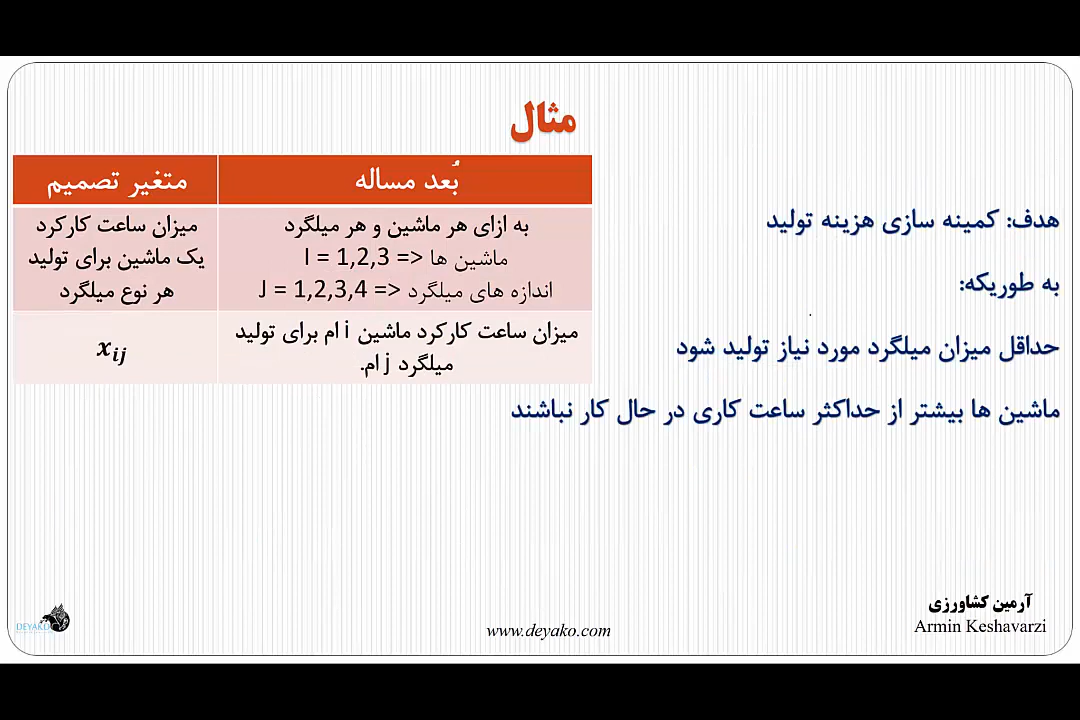 مثال
هدف: کمینه سازی هزینه تولید
به طوریکه:
حداقل میزان میلگرد مورد نیاز تولید شود
ماشین ها بیشتر از حداکثر ساعت کاری در حال کار نباشند
بُعد مساله
متغیر تصمیم
به ازای هر ماشین و هر میلگرد
ماشین ها <= I = 1,2,3
اندازه های میلگرد <= J = 1,2,3,4
میزان ساعت کارکرد
یک ماشین برای تولید
هر نوع میلگرد
میزان ساعت کارکرد ماشین i ام برای تولید
میلگرد j ام.
x_{ij}
آرمین کشاورزی
Armin Keshavarzi
www.deyako.com
DEYAKO